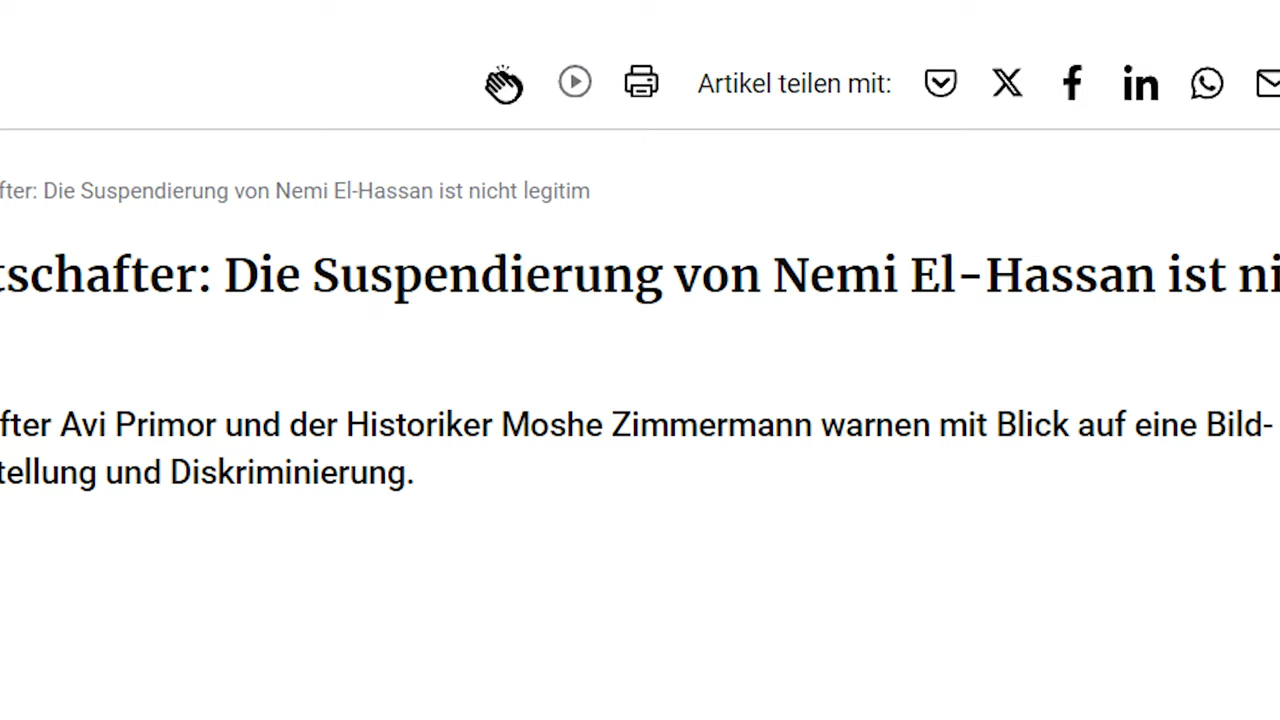 Artikel teilen mit:
fter: Die Suspendierung von Nemi El-Hassan ist nicht legitim
tschafter: Die Suspendierung von Nemi El-Hassan ist ni
fter Avi Primor und der Historiker Moshe Zimmermann warnen mit Blick auf eine Bild-
tellung und Diskriminierung.